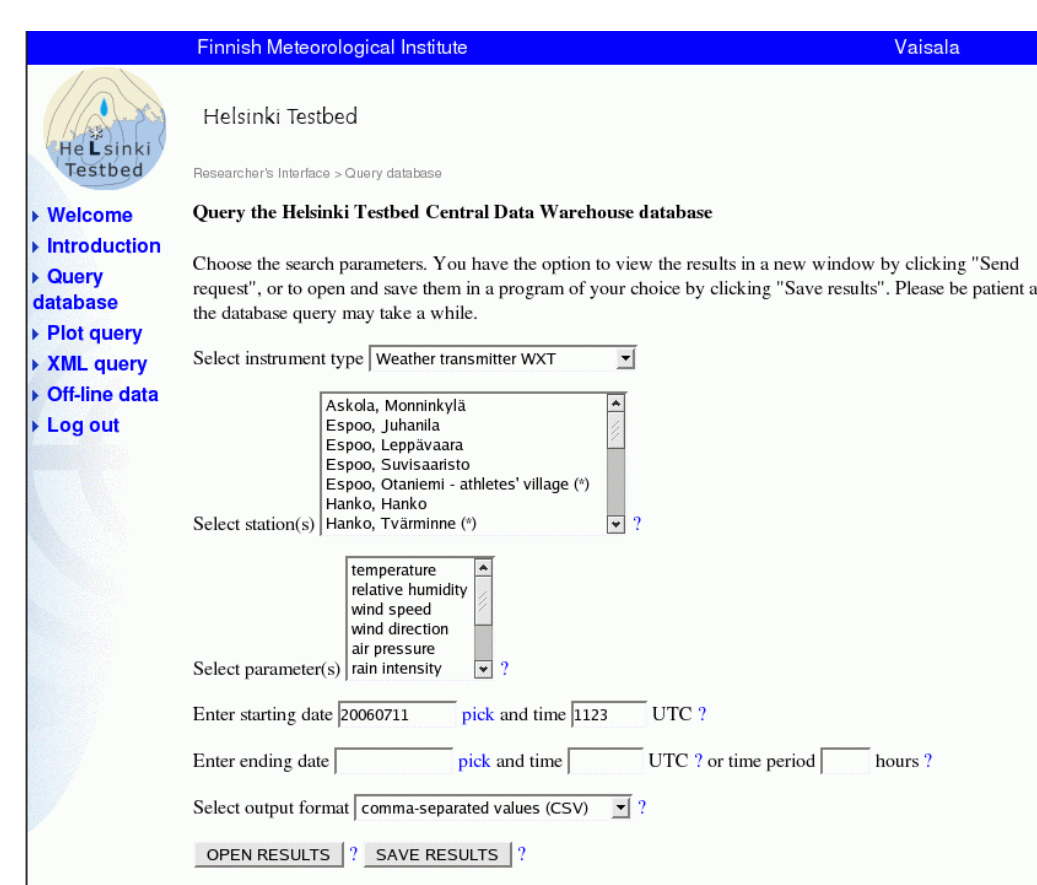 Finnish Meteorological Institute Vaisala
HeLsinki
Testbed
Helsinki Testbed
Researcher's Interface > Query database
Welcome
Introduction
Query
database
Plot query
XML query
Off-line data
Log out
Query the Helsinki Testbed Central Data Warehouse database
Choose the search parameters. You have the option to view the results in a new window by clicking "Send
request", or to open and save them in a program of your choice by clicking "Save results". Please be patient a
the database query may take a while.
Select instrument type Weather transmitter WXT
Askola, Monninkylä
Espoo, Juhanila
Espoo, Leppävaara
Espoo, Suvisaaristo
Espoo, Otaniemi - athletes' village (*)
Hanko, Hanko
Select station(s) Hanko, Tvärminne (*) ?
temperature
relative humidity
wind speed
wind direction
air pressure
Select parameter(s) rain intensity ?
Enter starting date 20060711 pick and time 1123 UTC ?
Enter ending date pick and time UTC ? or time period hours ?
Select output format comma-separated values (CSV) ?
OPEN RESULTS ? SAVE RESULTS ?